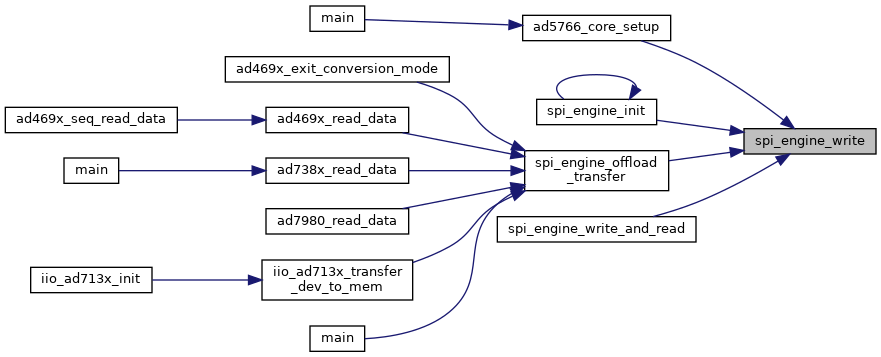 main
ad5766_core_setup
ad469x_exit_conversion_mode
spi_engine_init
ad469x_seq_read_data
ad469x_read_data
spi_engine_write
main
ad738x_read_data
spi_engine_offload
_transfer
ad7980_read_data
spi_engine_write_and_read
iio_ad713x_init
iio_ad713x_transfer
_dev_to_mem
main